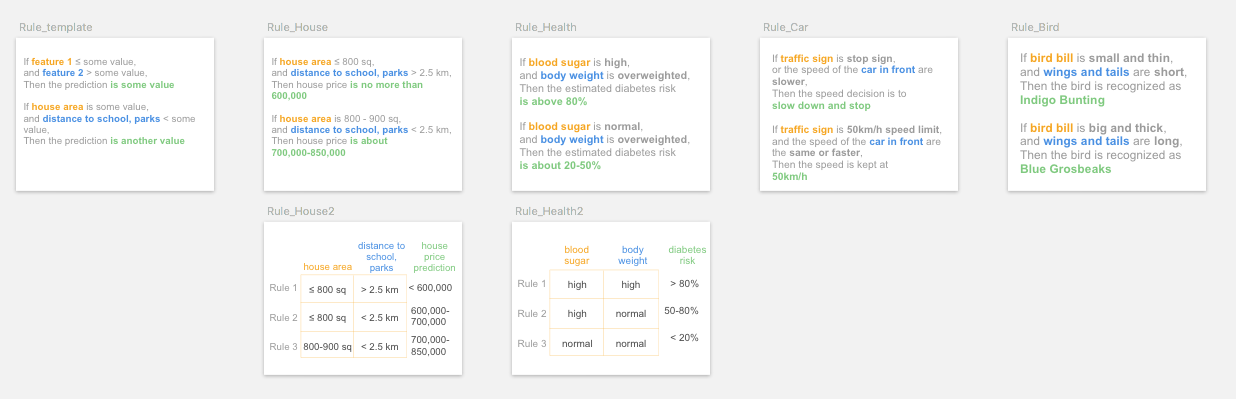 Rule_template
If feature 1 ≤ some value,
and feature 2 > some value,
Then the prediction is some value
If house area is some value,
and distance to school, parks < some
value,
Then the prediction is another value
Rule_House
If house area ≤ 800 sq,
and distance to school, parks > 2.5 km,
Then house price is no more than
600,000
If house area is 800 - 900 sq,
and distance to school, parks < 2.5 km,
Then house price is about
700,000-850,000
Rule_Health
If blood sugar is high,
and body weight is overweighted,
Then the estimated diabetes risk
is above 80%
If blood sugar is normal,
and body weight is overweighted,
Then the estimated diabetes risk
is about 20-50%
Rule_Car
If traffic sign is stop sign,
or the speed of the car in front are
slower,
Then the speed decision is to
slow down and stop
If traffic sign is 50km/h speed limit,
and the speed of the car in front are
the same or faster,
Then the speed is kept at
50km/h
Rule_Bird
If bird bill is small and thin,
and wings and tails are short,
Then the bird is recognized as
Indigo Bunting
If bird bill is big and thick,
and wings and tails are long,
Then the bird is recognized as
Blue Grosbeaks
Rule_House2
house area
distance to
school,
parks
house
price
prediction
Rule 1 ≤ 800 sq > 2.5 km < 600,000
Rule 2 ≤ 800 sq < 2.5 km 600,000-
700,000
Rule 3 800-900 sq < 2.5 km 700,000-
850,000
Rule_Health2
blood
sugar
body
weight
diabetes
risk
Rule 1 high high > 80%
Rule 2 high normal 50-80%
Rule 3 normal normal < 20%